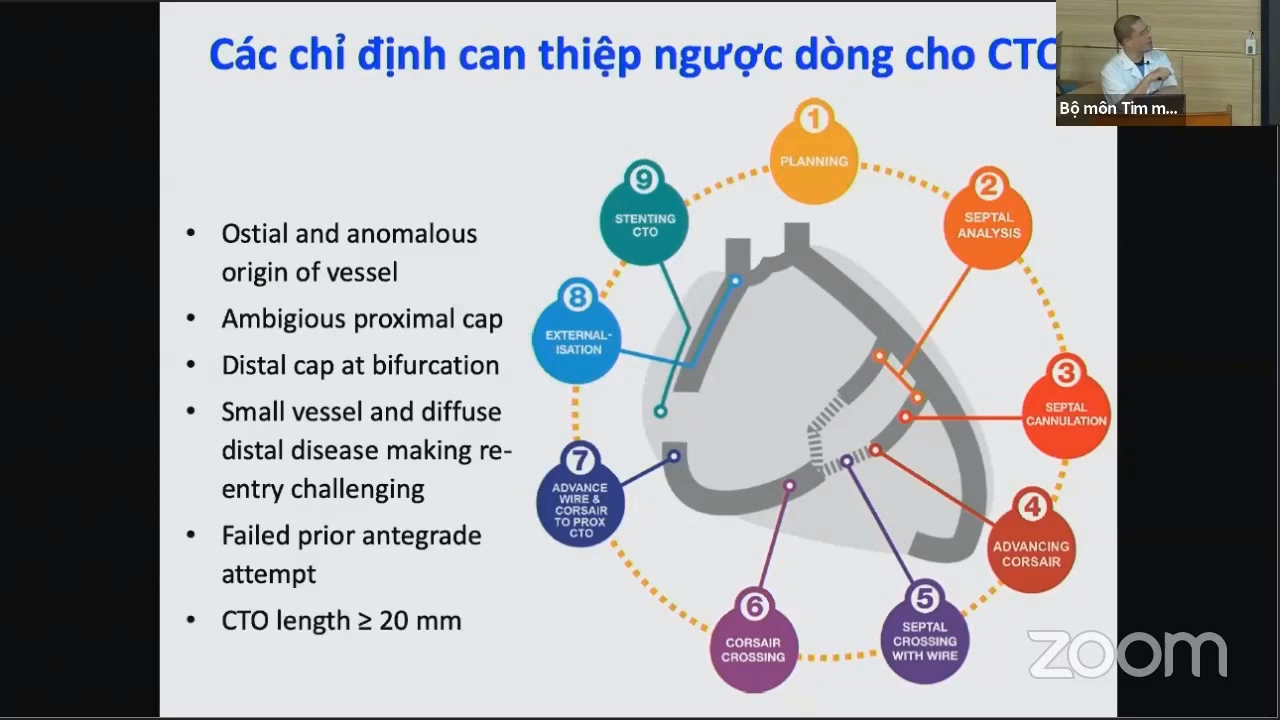 Các chỉ định can thiệp ngược dòng cho CTO
Bộ môn Tim m...
• Ostial and anomalous
origin of vessel
• Ambigious proximal cap
• Distal cap at bifurcation
• Small vessel and diffuse
distal disease making re-
entry challenging
• Failed prior antegrade
attempt
• CTO length ≥ 20 mm
1
PLANNING
2
SEPTAL
ANALYSIS
3
SEPTAL
CANNULATION
4
ADVANCING
CORSAIR
5
SEPTAL
CROSSING
WITH WIRE
6
CORSAIR
CROSSING
7
ADVANCE
WIRE &
CORSAIR
TO PROX
CTO
8
EXTERNAL-
ISATION
9
STENTING
CTO
zoom